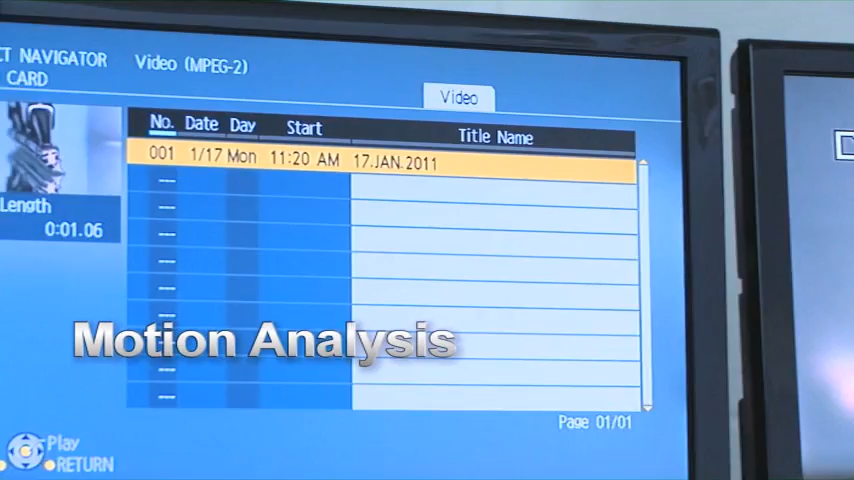 CT NAVIGATOR
Video (MPEG-2)
CARD
Video
No. Date Day Start Title Name
001 1/17 Mon 11:20 AM 17.JAN.2011
---
---
---
---
---
---
---
---
---
Length
0:01.06
Motion Analysis
Page 01/01
Play
RETURN